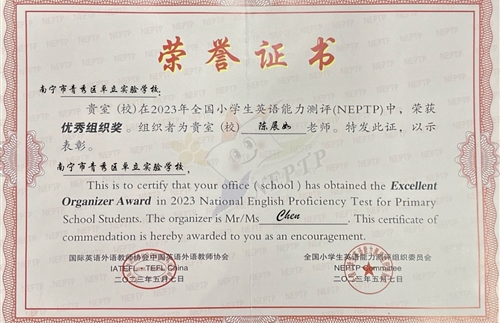 荣誉证书
南宁市青秀区卓立实验学校:
贵室(校)在2023年全国小学生英语能力测评(NEPTP)中,荣获
优秀组织奖。组织者为贵室(校) 陈展如 老师。特发此证,以示
表彰。
南宁市青秀区卓立实验学校:
This is to certify that your office ( school ) has obtained the Excellent
Organizer Award in 2023 National English Proficiency Test for Primary
School Students. The organizer is Mr/Ms Chen. This certificate of
commendation is hereby awarded to you as an encouragement.
国际英语外语教师协会中国英语外语教师协会
IATEFL - TEFL China
二〇二三年五月七日
全国小学生英语能力测评组织委员会
NEPTP Committee
二〇二三年五月七日
NEPTP